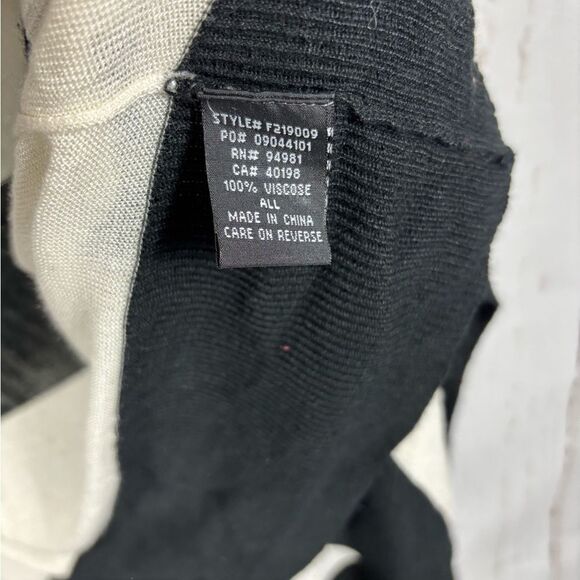 STYLE# F219009
PO# 09044101
RN# 94981
CA# 40198
100% VISCOSE
ALL
MADE IN CHINA
CARE ON REVERSE